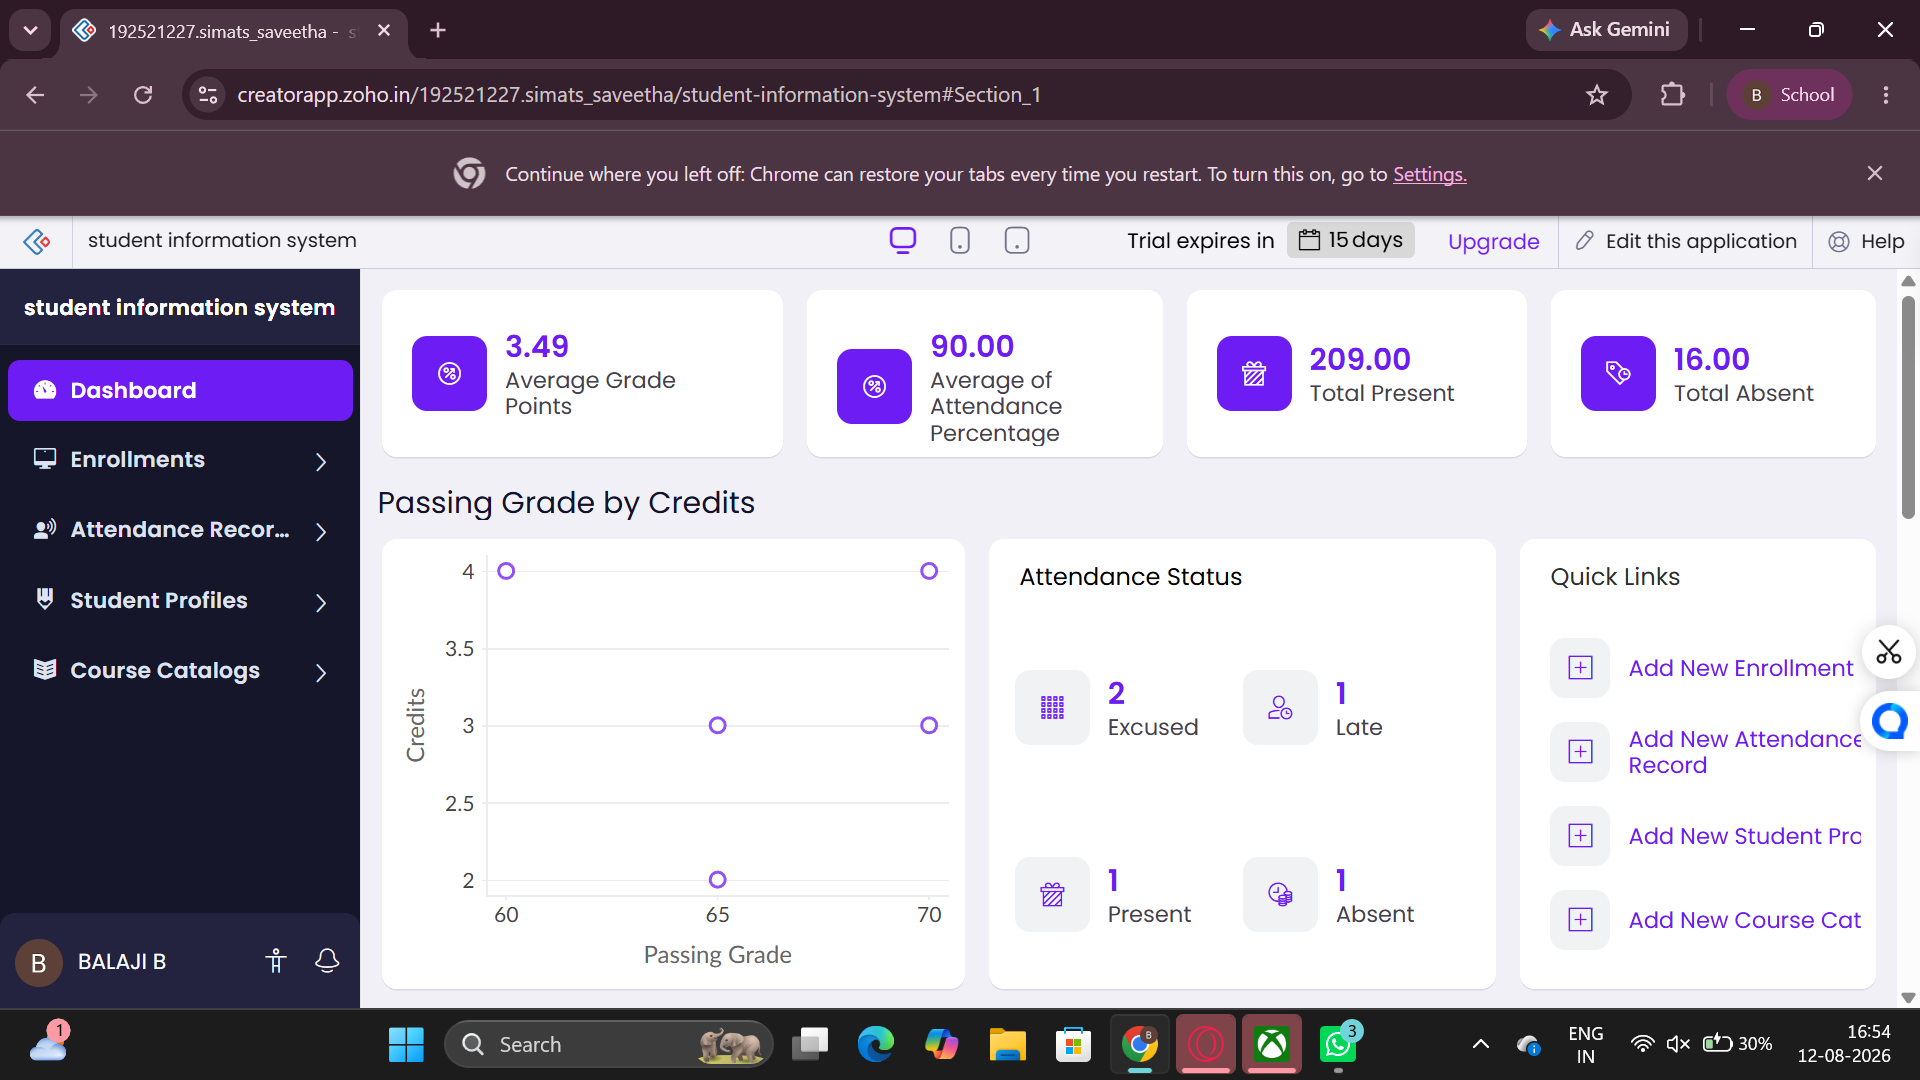 192521227.simats_saveetha - s
Ask Gemini
creatorapp.zoho.in/192521227.simats_saveetha/student-information-system#Section_1
B School
Continue where you left off: Chrome can restore your tabs every time you restart. To turn this on, go to Settings.
student information system
Trial expires in 15 days
Upgrade
Edit this application
Help
student information system
Dashboard
Enrollments
Attendance Recor...
Student Profiles
Course Catalogs
B BALAJI B
3.49
Average Grade
Points
90.00
Average of
Attendance
Percentage
209.00
Total Present
16.00
Total Absent
Passing Grade by Credits
Credits
4
3.5
3
2.5
2
60 65 70
Passing Grade
Attendance Status
2
Excused
1
Late
1
Present
1
Absent
Quick Links
Add New Enrollment
Add New Attendance
Record
Add New Student Pro
Add New Course Cat
1
Search
B
3
ENG
IN
30%
16:54
12-08-2026